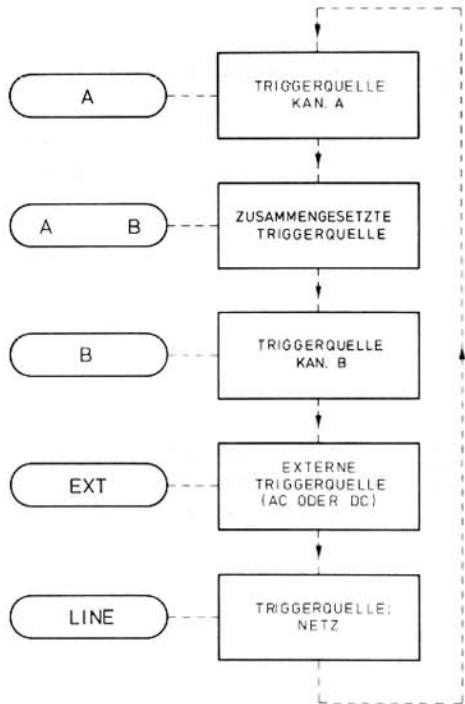 A
TRIGGERQUELLE
KAN. A
A B
ZUSAMMENGESETZTE
TRIGGERQUELLE
B
TRIGGERQUELLE
KAN. B
EXT
EXTERNE
TRIGGERQUELLE
(AC ODER DC)
LINE
TRIGGERQUELLE:
NETZ